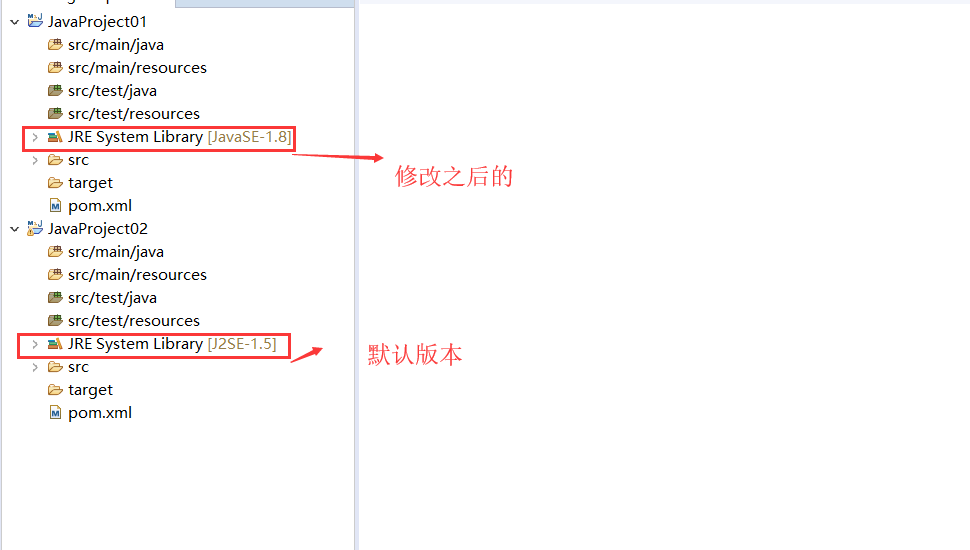 JavaProject01
src/main/java
src/main/resources
src/test/java
src/test/resources
JRE System Library [JavaSE-1.8]
修改之后的
src
target
pom.xml
JavaProject02
src/main/java
src/main/resources
src/test/java
src/test/resources
JRE System Library [J2SE-1.5]
默认版本
src
target
pom.xml